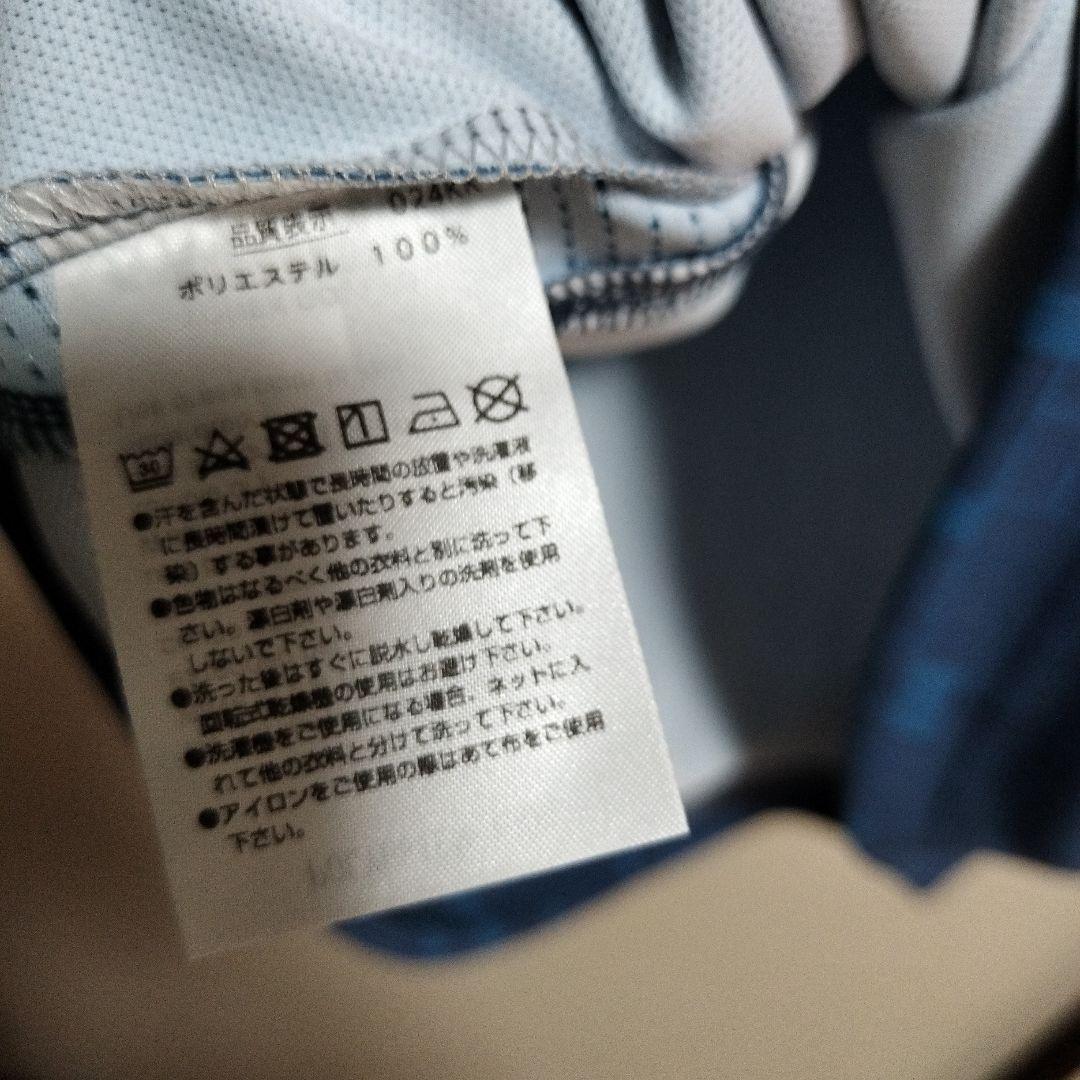 品質表示 024
ポリエステル 100%
30
●汗を含んだ状態で長時間の放置や洗濯液
に長時間漬けて置いたりすると汚染（移
染）する事があります。
●色物はなるべく他の衣料と別に洗って下
さい。漂白剤や漂白剤入りの洗剤を使用
しないで下さい。
●洗った後はすぐに脱水し乾燥して下さい。
回転式乾燥機の使用はお避け下さい。
●洗濯機をご使用になる場合、ネットに入
れて他の衣料と分けて洗って下さい。
●アイロンをご使用の際はあて布をご使用
下さい。